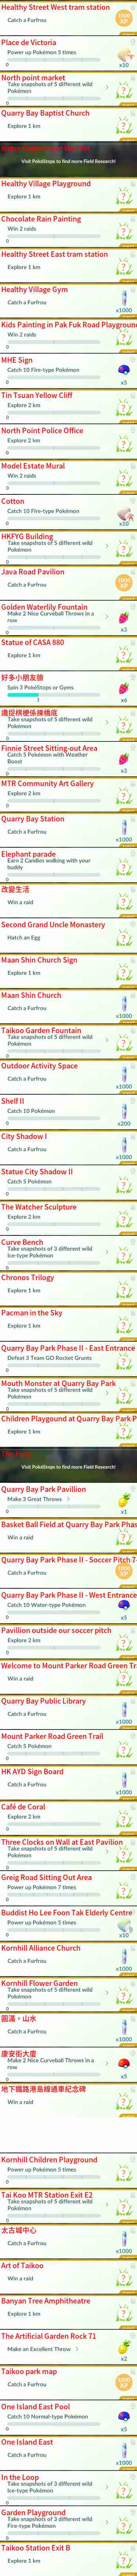 Healthy Street West tram station
Catch a Furfrou
1000
XP
Place de Victoria
Power up Pokémon 5 times
0
x10
North point market
Take snapshots of 5 different wild
Pokémon
0
Quarry Bay Baptist Church
Explore 1 km
Visit PokéStops to find more Field Research!
Healthy Village Playground
Explore 1 km
Chocolate Rain Painting
Win 2 raids
0
Healthy Street East tram station
Explore 1 km
Healthy Village Gym
Catch a Furfrou
x1000
Kids Painting in Pak Fuk Road Playground
Win 2 raids
0
MHE Sign
Catch 10 Fire-type Pokémon
0
x5
Tin Tsuan Yellow Cliff
Explore 2 km
0
North Point Police Office
Explore 2 km
0
Model Estate Mural
Win 2 raids
0
Cotton
Catch 10 Fire-type Pokémon
0
x10
HKFYG Building
Take snapshots of 5 different wild
Pokémon
0
Java Road Pavilion
Catch a Furfrou
1000
XP
Golden Waterlily Fountain
Make 2 Nice Curveball Throws in a
row
0
x3
Statue of CASA 880
Explore 1 km
好多小朋友臉
Spin 3 PokéStops or Gyms
1
x6
Take snapshots of 5 different wild
Pokémon
0
Finnie Street Sitting-out Area
Catch 5 Pokémon with Weather
Boost
0
x3
MTR Community Art Gallery
Explore 2 km
0
Quarry Bay Station
Catch a Furfrou
x1000
Elephant parade
Earn 2 Candies walking with your
buddy
0
改變生活
Win a raid
Second Grand Uncle Monastery
Hatch an Egg
Maan Shin Church Sign
Explore 1 km
Maan Shin Church
Catch a Furfrou
x1000
Taikoo Garden Fountain
Take snapshots of 5 different wild
Pokémon
0
Outdoor Activity Space
Catch a Furfrou
x1000
Shelf II
Catch 10 Pokémon
0
x200
City Shadow I
Catch a Furfrou
x1000
Statue City Shadow II
Catch 5 Pokémon
0
The Watcher Sculpture
Explore 2 km
0
Curve Bench
Take snapshots of 3 different wild
Ice-type Pokémon
0
Chronos Trilogy
Explore 1 km
Pacman in the Sky
Explore 1 km
Quarry Bay Park Phase II - East Entrance
Defeat 3 Team GO Rocket Grunts
0
Mouth Monster at Quarry Bay Park
Take snapshots of 5 different wild
Pokémon
0
Children Playgound at Quarry Bay Park P
Explore 1 km
Visit PokéStops to find more Field Research!
Quarry Bay Park Pavillion
Make 3 Great Throws
0
x1
Basket Ball Field at Quarry Bay Park Phas
Win a raid
Quarry Bay Park Phase II - Soccer Pitch 7-
Catch a Furfrou
1000
XP
Quarry Bay Park Phase II - West Entrance
Catch 10 Water-type Pokémon
0
x5
Pavillion outside our soccer pitch
Explore 2 km
0
Welcome to Mount Parker Road Green Tr
Win a raid
Quarry Bay Public Library
Catch a Furfrou
x1000
Mount Parker Road Green Trail
Catch 5 Pokémon
0
HK AYD Sign Board
Catch a Furfrou
x1000
Café de Coral
Explore 2 km
0
Three Clocks on Wall at East Pavilion
Take snapshots of 5 different wild
Pokémon
0
Greig Road Sitting Out Area
Power up Pokémon 7 times
0
Buddist Ho Lee Foon Tak Elderly Centre
Power up Pokémon 5 times
0
x10
Kornhill Alliance Church
Catch a Furfrou
x1000
Kornhill Flower Garden
Take snapshots of 5 different wild
Pokémon
0
圓滿，山水
Catch a Furfrou
x1000
康安街大廈
Make 2 Nice Curveball Throws in a
row
0
x5
地下鐵路港島綫通車紀念碑
Win a raid
Kornhill Children Playground
Power up Pokémon 5 times
0
Tai Koo MTR Station Exit E2
Take snapshots of 5 different wild
Pokémon
0
太古城中心
Catch a Furfrou
x1000
Art of Taikoo
Win a raid
Banyan Tree Amphitheatre
Explore 1 km
The Artificial Garden Rock 71
Make an Excellent Throw
x2
Taikoo park map
Catch a Furfrou
1000
XP
One Island East Pool
Catch 10 Normal-type Pokémon
0
x5
One Island East
Catch a Furfrou
x1000
In the Loop
Take snapshots of 3 different wild
Ice-type Pokémon
0
Garden Playground
Take snapshots of 3 different wild
Fire-type Pokémon
0
Taikoo Station Exit B
Explore 1 km